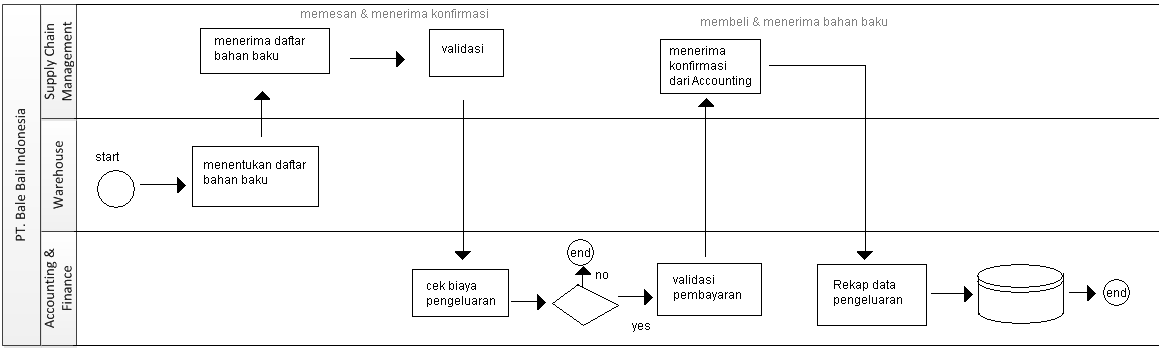 PT. Bale Bali Indonesia
Supply Chain
Management
memesan & menerima konfirmasi
membeli & menerima bahan baku
menerima daftar
bahan baku
validasi
menerima
konfirmasi
dari Accounting
Warehouse
start
menentukan daftar
bahan baku
Accounting &
Finance
cek biaya
pengeluaran
end
no
yes
validasi
pembayaran
Rekap data
pengeluaran
end